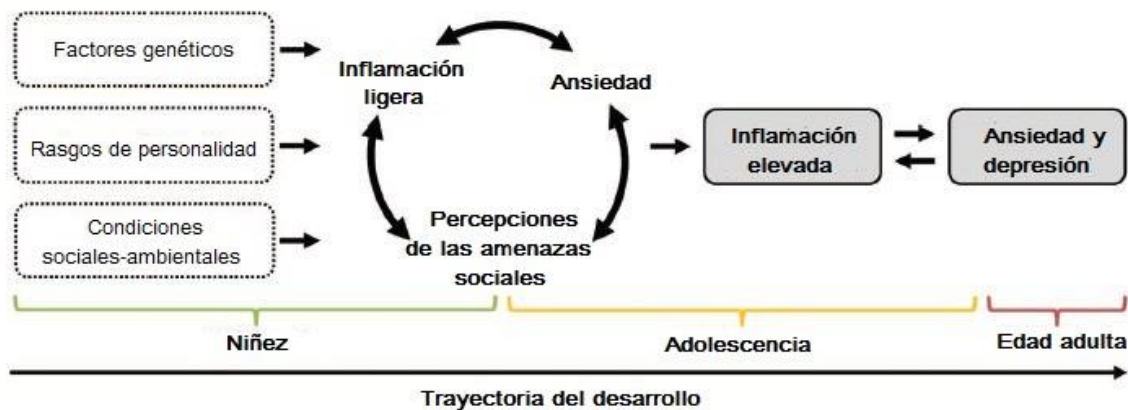 Factores genéticos
Rasgos de personalidad
Condiciones
sociales-ambientales
Inflamación
ligera
Ansiedad
Percepciones
de las amenazas
sociales
Inflamación
elevada
Ansiedad y
depresión
Niñez
Adolescencia
Edad adulta
Trayectoria del desarrollo